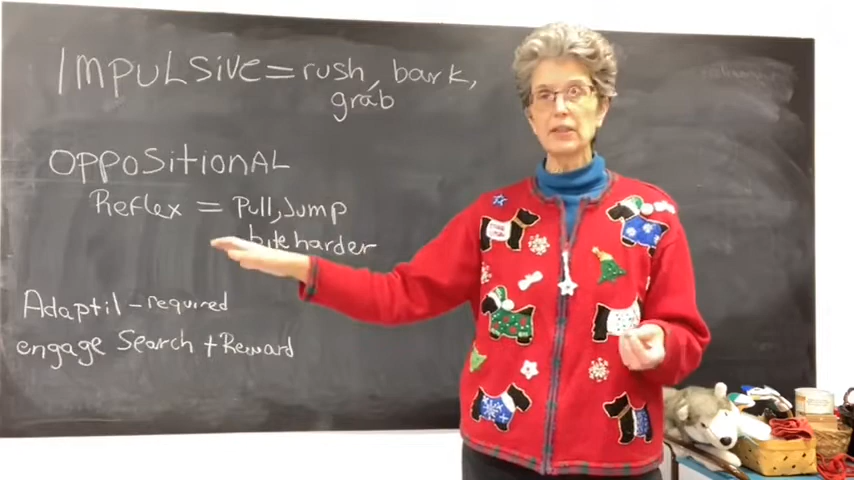 IMPULSIVE = rush, bark,
grab
OPPOSITIONAL
Reflex = Pull, Jump
bite harder
Adaptil - required
engage Search + Reward